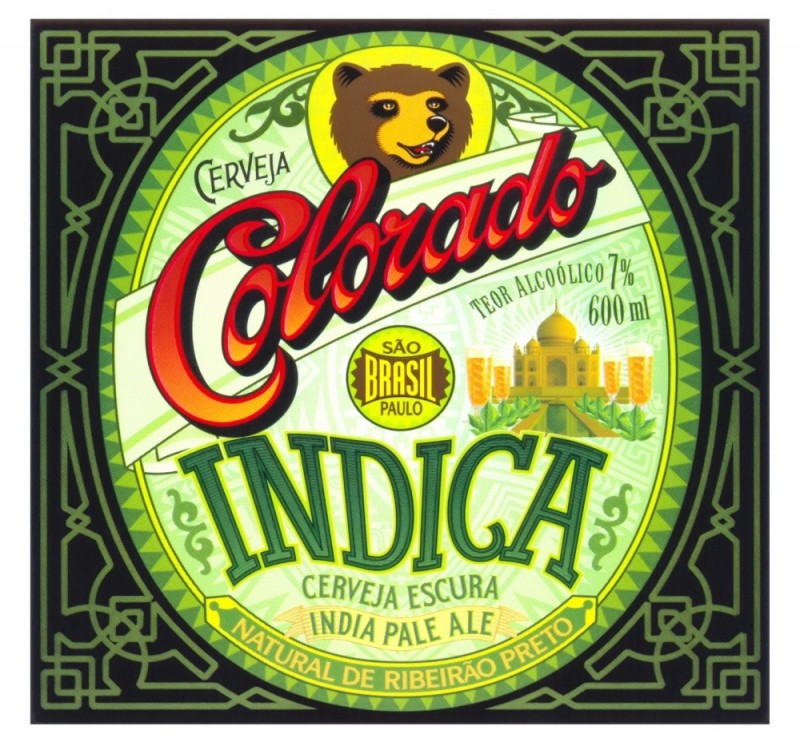 CERVEJA
Colorado
TEOR ALCOÓLICO 7%
600 ml
SÃO
BRASIL
PAULO
INDICA
CERVEJA ESCURA
INDIA PALE ALE
NATURAL DE RIBEIRÃO PRETO